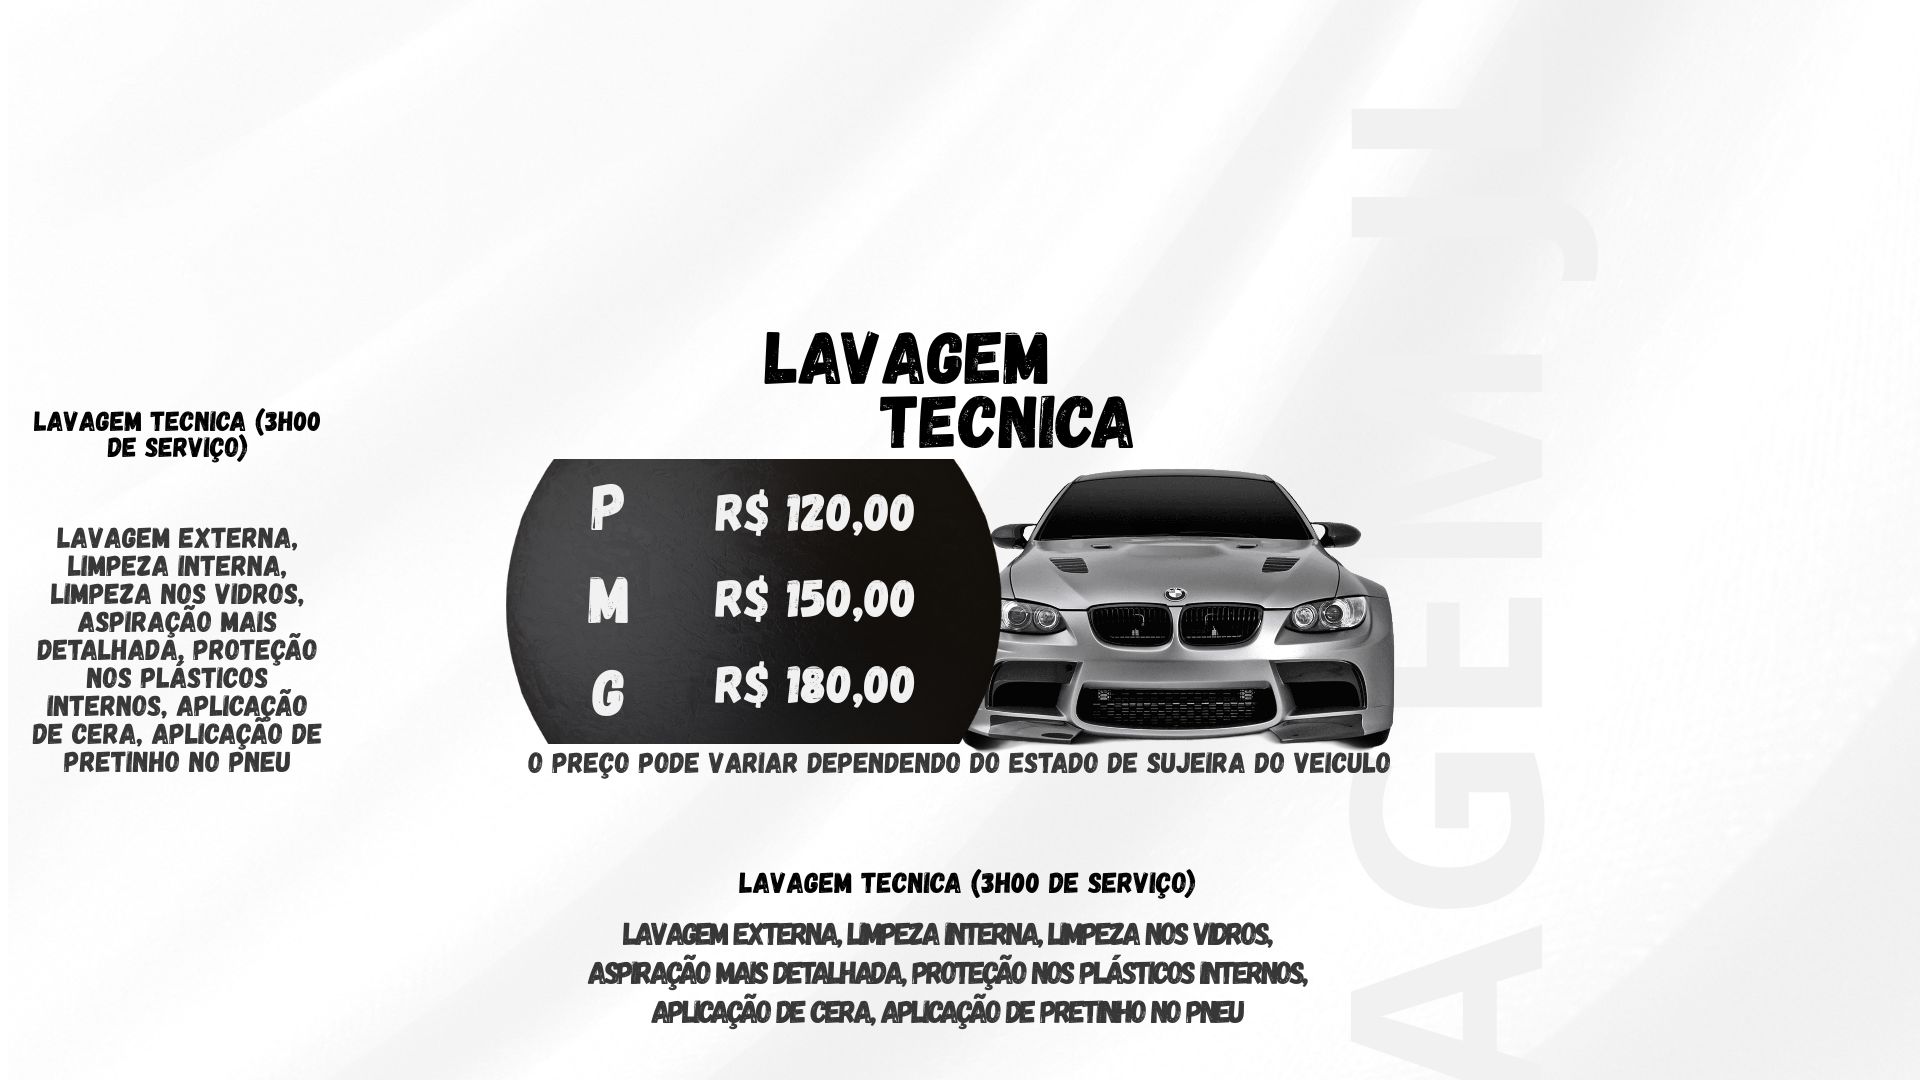 LAVAGEM
TECNICA
LAVAGEM TECNICA (3H00
DE SERVIÇO)
LAVAGEM EXTERNA,
LIMPEZA INTERNA,
LIMPEZA NOS VIDROS,
ASPIRAÇÃO MAIS
DETALHADA, PROTEÇÃO
NOS PLÁSTICOS
INTERNOS, APLICAÇÃO
DE CERA, APLICAÇÃO DE
PRETINHO NO PNEU
P R$ 120,00
M R$ 150,00
G R$ 180,00
O PREÇO PODE VARIAR DEPENDENDO DO ESTADO DE SUJEIRA DO VEICULO
LAVAGEM TECNICA (3H00 DE SERVIÇO)
LAVAGEM EXTERNA, LIMPEZA INTERNA, LIMPEZA NOS VIDROS,
ASPIRAÇÃO MAIS DETALHADA, PROTEÇÃO NOS PLÁSTICOS INTERNOS,
APLICAÇÃO DE CERA, APLICAÇÃO DE PRETINHO NO PNEU
AGEM JL